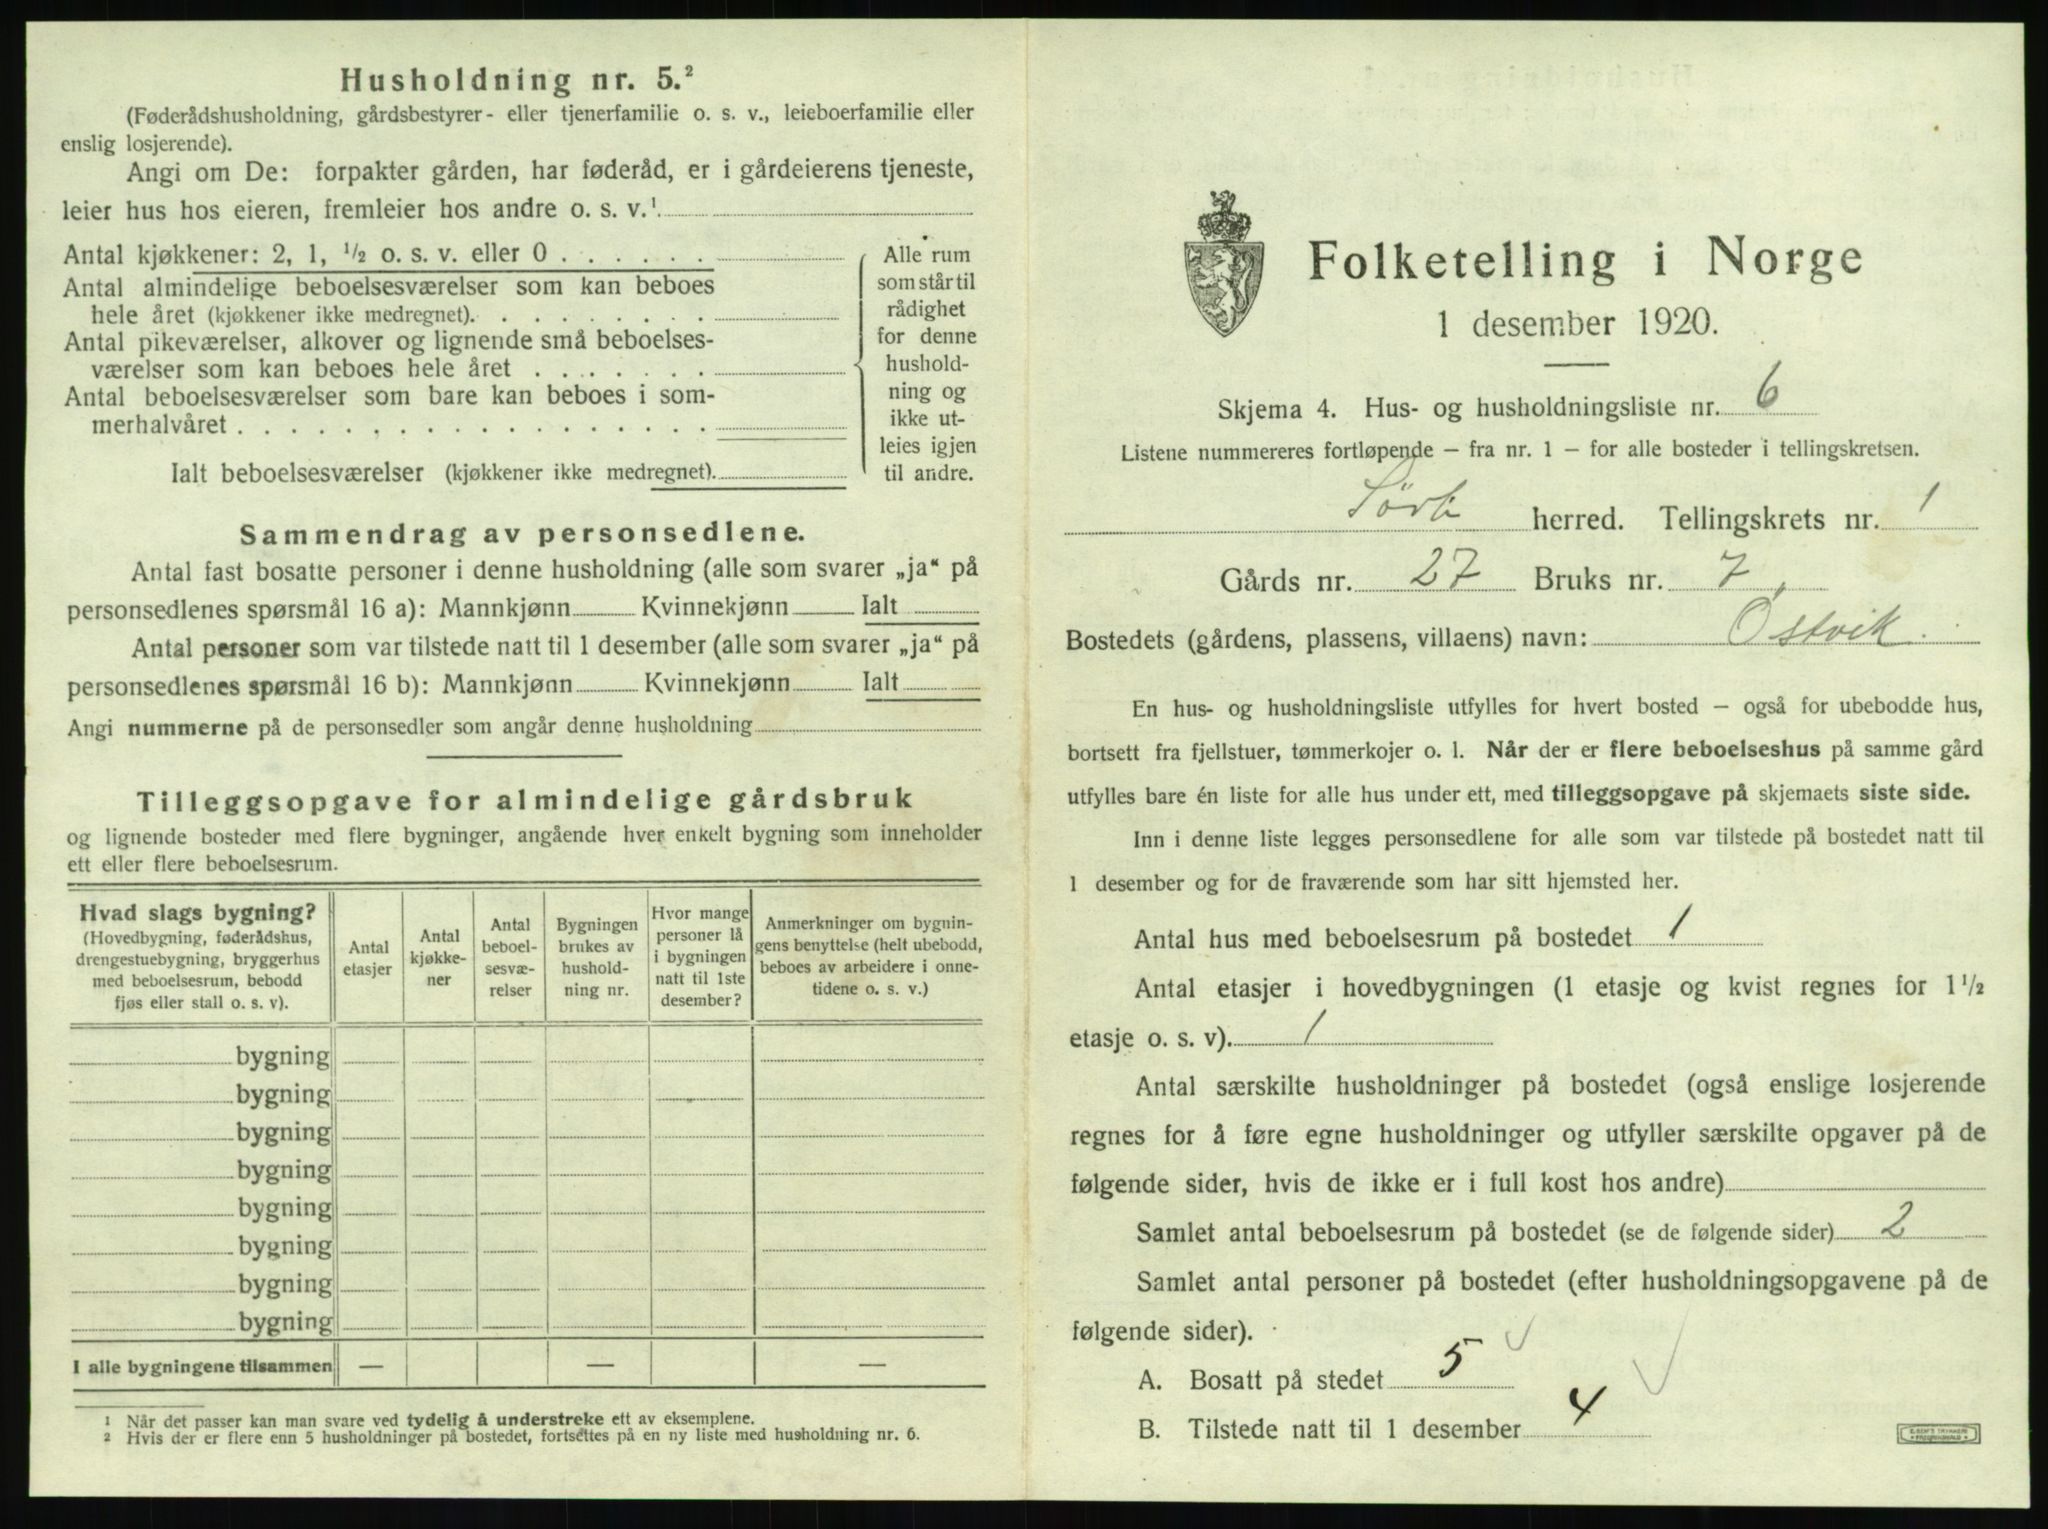 Husholdning nr. 5.²
(Føderådshusholdning, gårdsbestyrer- eller tjenerfamilie o. s. v., leieboerfamilie eller
enslig losjerende).
Angi om De: forpakter gården, har føderåd, er i gårdeierens tjeneste,
leier hus hos eieren, fremleier hos andre o. s. v.¹
Antal kjøkkener: 2, 1, ½ o. s. v. eller 0 . . . . . .
Antal almindelige beboelsesværelser som kan beboes
hele året (kjøkkener ikke medregnet). . . . . . . . .
Antal pikeværelser, alkover og lignende små beboelses-
værelser som kan beboes hele året . . . . . . .
Antal beboelsesværelser som bare kan beboes i som-
merhalvåret . . . . . . . . . . . . . . . . . .
Ialt beboelsesværelser (kjøkkener ikke medregnet).
Alle rum
som står til
rådighet
for denne
hushold-
ning og
ikke ut-
leies igjen
til andre.
Sammendrag av personsedlene.
Antal fast bosatte personer i denne husholdning (alle som svarer „ja“ på
personsedlenes spørsmål 16 a): Mannkjønn Kvinnekjønn Ialt
Antal personer som var tilstede natt til 1 desember (alle som svarer „ja“ på
personsedlenes spørsmål 16 b): Mannkjønn Kvinnekjønn Ialt
Angi nummerne på de personsedler som angår denne husholdning
Tilleggsopgave for almindelige gårdsbruk
og lignende bosteder med flere bygninger, angående hver enkelt bygning som inneholder
ett eller flere beboelsesrum.
Hvad slags bygning?
(Hovedbygning, føderådshus,
drengestuebygning, bryggerhus
med beboelsesrum, bebodd
fjøs eller stall o. s. v).
Antal
etasjer
Antal
kjøkke-
ner
Antal
beboel-
sesvæ-
relser
Bygningen
brukes av
hushold-
ning nr.
Hvor mange
personer lå
i bygningen
natt til 1ste
desember?
Anmerkninger om bygnin-
gens benyttelse (helt ubebodd,
beboes av arbeidere i onne-
tidene o. s. v.)
bygning
bygning
bygning
bygning
bygning
bygning
bygning
bygning
I alle bygningene tilsammen — — —
1 Når det passer kan man svare ved tydelig å understreke ett av eksemplene.
2 Hvis der er flere enn 5 husholdninger på bostedet, fortsettes på en ny liste med husholdning nr. 6.
Folketelling i Norge
1 desember 1920.
Skjema 4. Hus- og husholdningsliste nr. 6
Listene nummereres fortløpende – fra nr. 1 – for alle bosteder i tellingskretsen.
herred. Tellingskrets nr. 1
Gårds nr. 27 Bruks nr. 7
Bostedets (gårdens, plassens, villaens) navn: Østvik
En hus- og husholdningsliste utfylles for hvert bosted – også for ubebodde hus,
bortsett fra fjellstuer, tømmerkojer o. l. Når der er flere beboelseshus på samme gård
utfylles bare én liste for alle hus under ett, med tilleggsopgave på skjemaets siste side.
Inn i denne liste legges personsedlene for alle som var tilstede på bostedet natt til
1 desember og for de fraværende som har sitt hjemsted her.
Antal hus med beboelsesrum på bostedet 1
Antal etasjer i hovedbygningen (1 etasje og kvist regnes for 1 ½
etasje o. s. v). 1
Antal særskilte husholdninger på bostedet (også enslige losjerende
regnes for å føre egne husholdninger og utfyller særskilte opgaver på de
følgende sider, hvis de ikke er i full kost hos andre)
Samlet antal beboelsesrum på bostedet (se de følgende sider) 2
Samlet antal personer på bostedet (efter husholdningsopgavene på de
følgende sider).
A. Bosatt på stedet 5
B. Tilstede natt til 1 desember 4